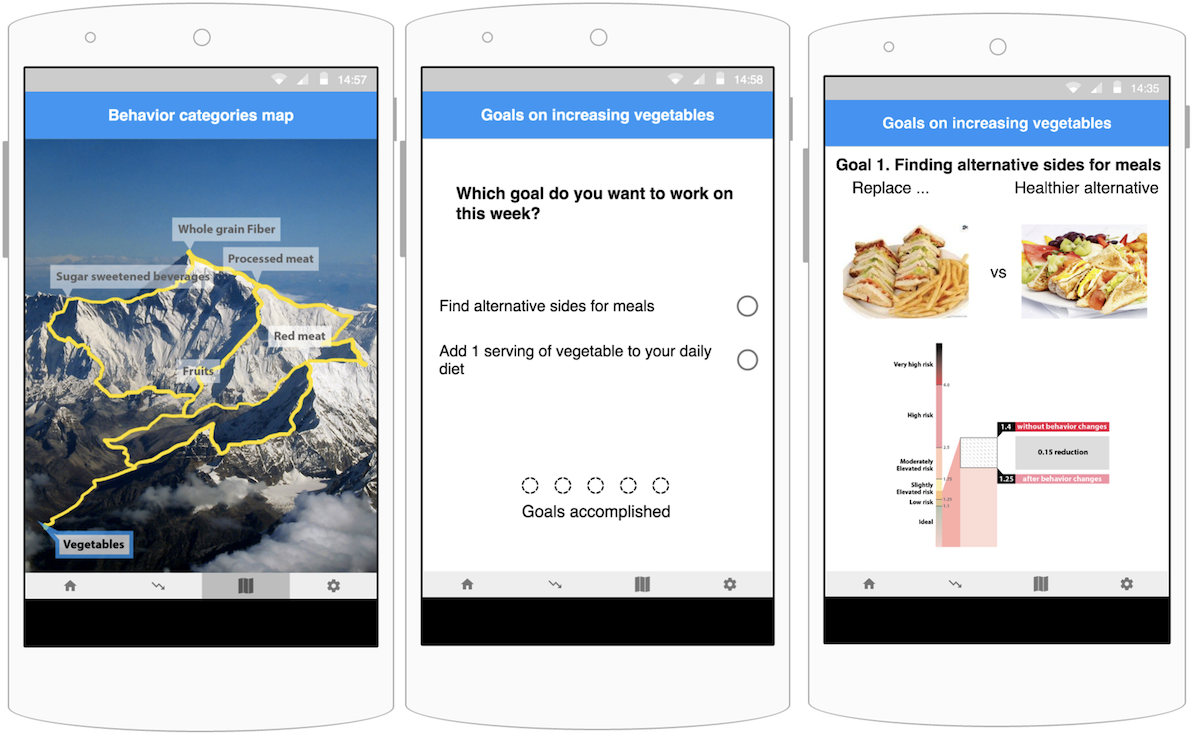 14:57
Behavior categories map
Whole grain Fiber
Processed meat
Sugar sweetened beverages
Red meat
Fruits
Vegetables
14:58
Goals on increasing vegetables
Which goal do you want to work on
this week?
Find alternative sides for meals
Add 1 serving of vegetable to your daily
diet
Goals accomplished
14:35
Goals on increasing vegetables
Goal 1. Finding alternative sides for meals
Replace ...
Healthier alternative
vs
Very high risk
High risk
Moderately
Elevated risk
Slightly
Elevated risk
Low risk
Ideal
1.75
1.25
1.4 without behavior changes
0.15 reduction
1.25 after behavior changes